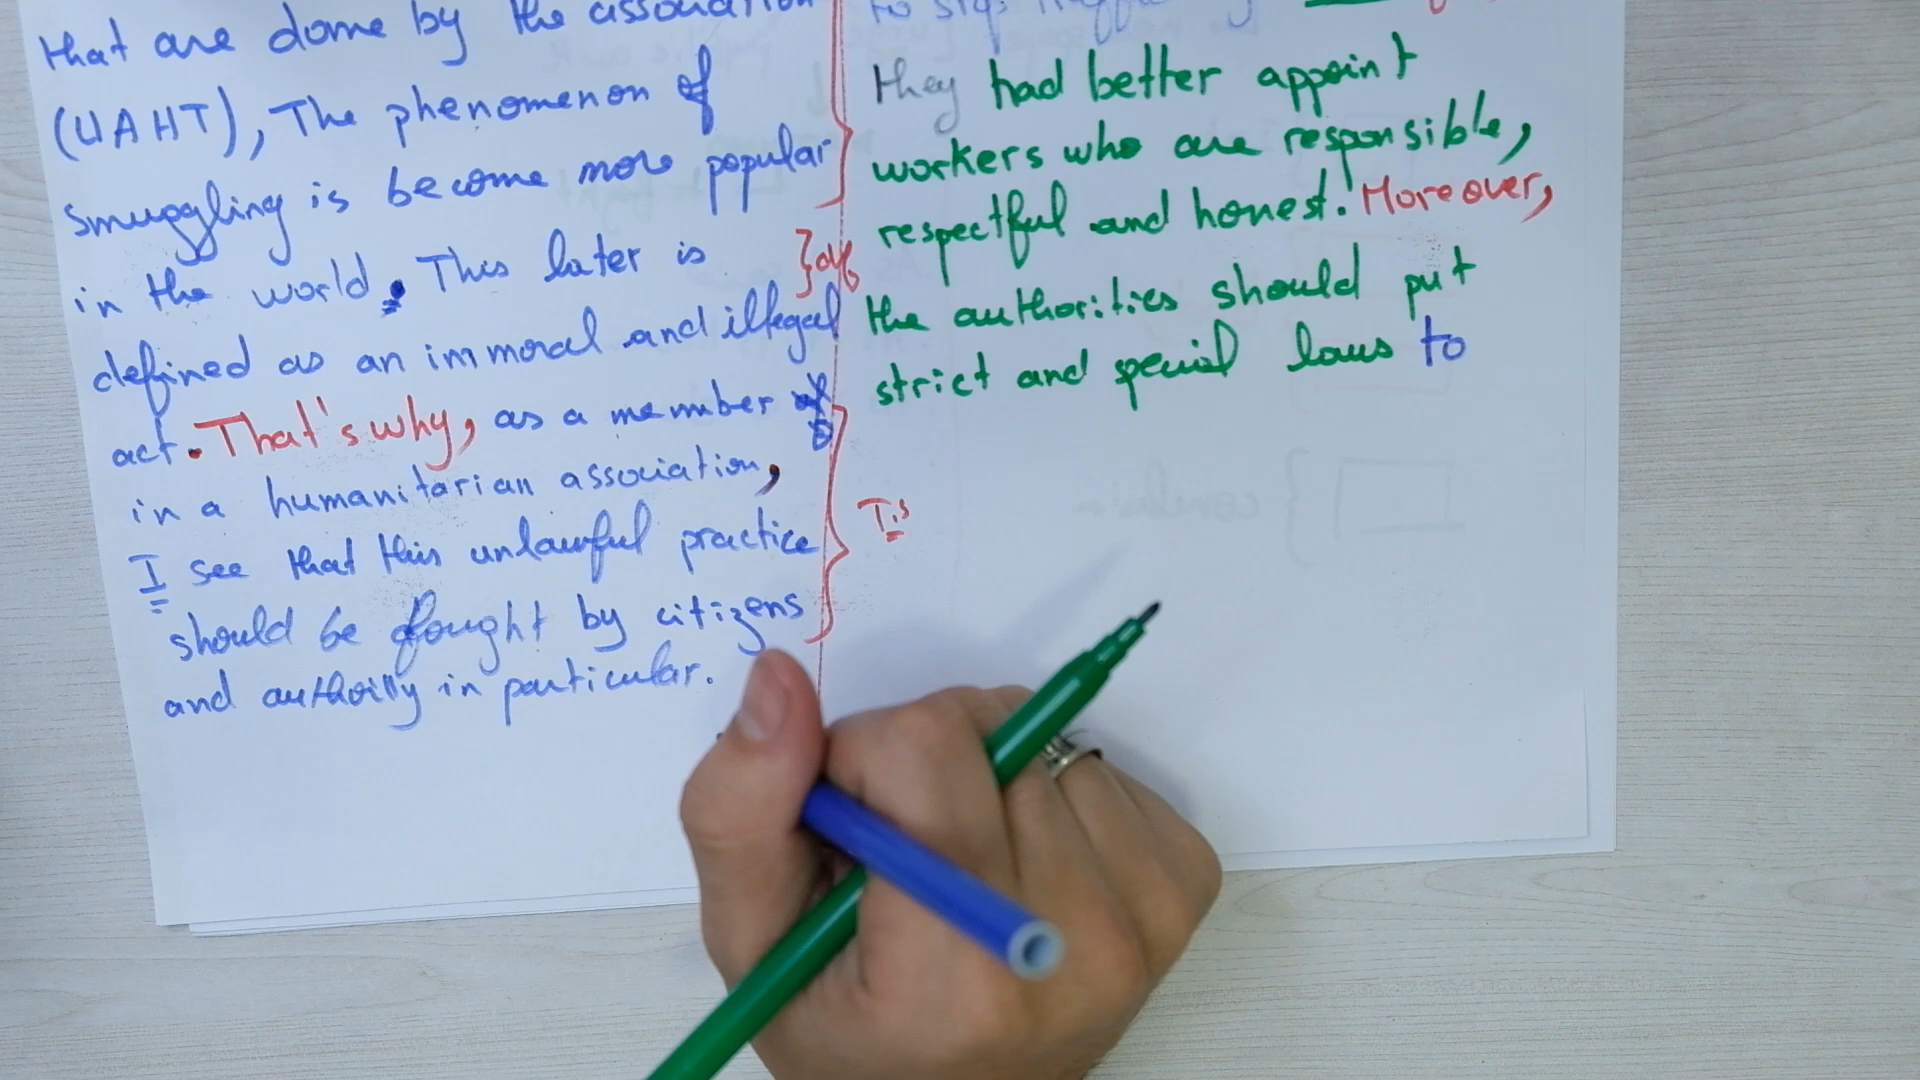 that are done by the association
(UAHT), The phenomenon of
smuggling is become more popular
in the world. This later is
defined as an immoral and illegal
act. That's why, as a member
in a humanitarian association,
I see that this unlawful practice
should be fought by citizens
and authority in particular.
def
T.s
to stop
they had better appoint
workers who are responsible,
respectful and honest. Moreover,
the authorities should put
strict and special laws to